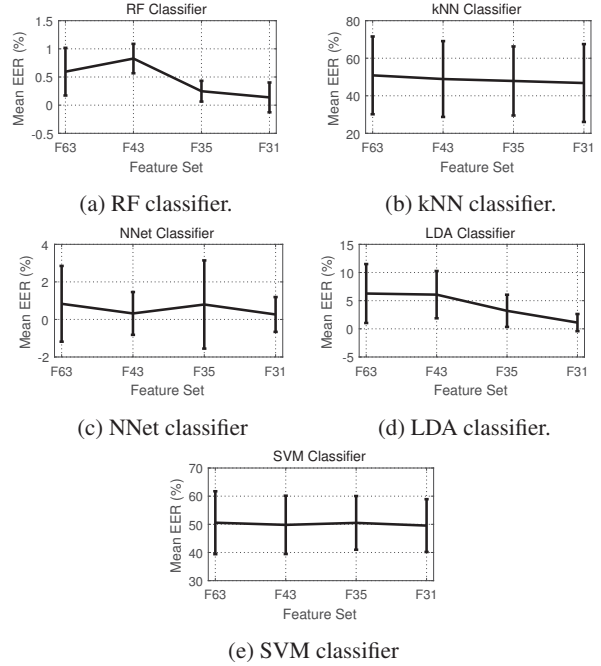 RF Classifier
Mean EER (%)
1.5
1
0.5
0
-0.5
F63 F43 F35 F31
Feature Set
(a) RF classifier.
kNN Classifier
Mean EER (%)
80
60
40
20
F63 F43 F35 F31
Feature Set
(b) kNN classifier.
NNet Classifier
Mean EER (%)
4
2
0
-2
F63 F43 F35 F31
Feature Set
(c) NNet classifier
LDA Classifier
Mean EER (%)
15
10
5
0
-5
F63 F43 F35 F31
Feature Set
(d) LDA classifier.
SVM Classifier
Mean EER (%)
70
60
50
40
30
F63 F43 F35 F31
Feature Set
(e) SVM classifier